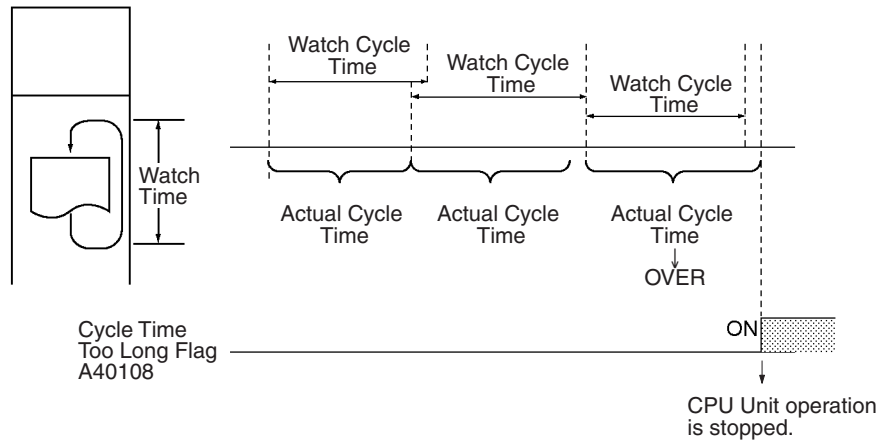 Watch Cycle
Time
Watch Cycle
Time
Watch Cycle
Time
Watch
Time
Actual Cycle
Time
Actual Cycle
Time
Actual Cycle
Time
OVER
Cycle Time
Too Long Flag
A40108
ON
CPU Unit operation
is stopped.